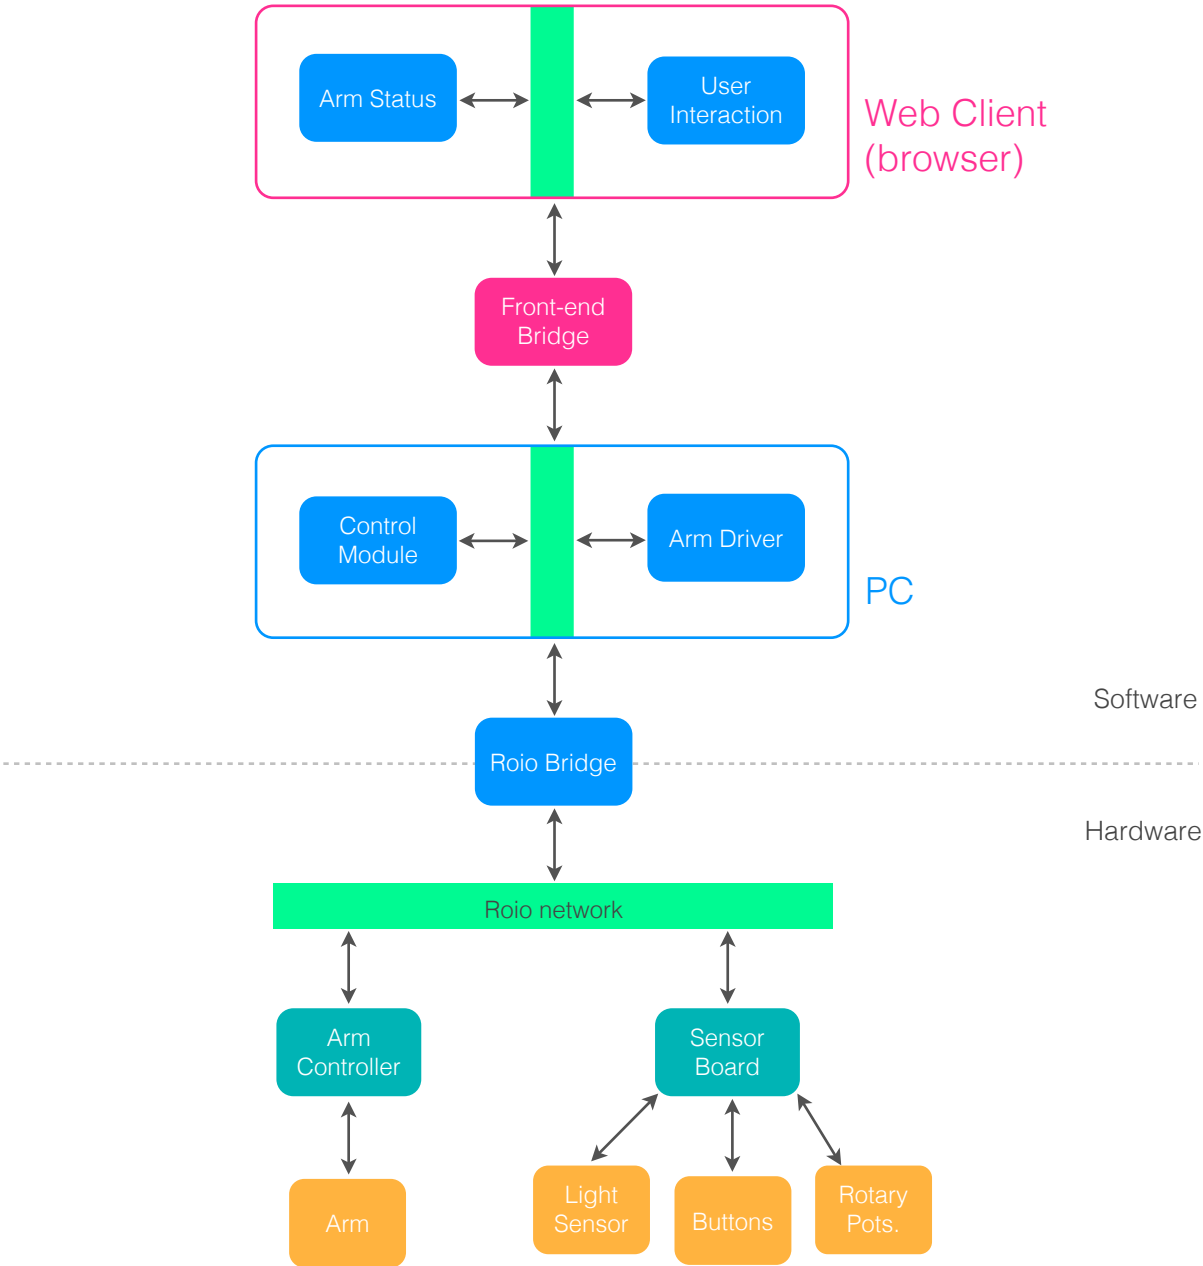 Arm Status
User
Interaction
Web Client
(browser)
Front-end
Bridge
Control
Module
Arm Driver
PC
Software
Roio Bridge
Hardware
Roio network
Arm
Controller
Sensor
Board
Light
Sensor
Buttons
Rotary
Pots.
Arm